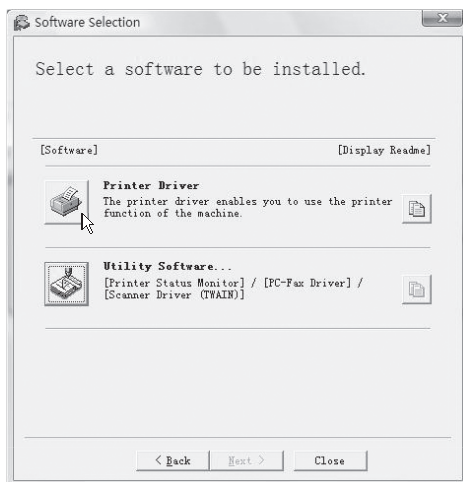 Software Selection
Select a software to be installed.
[Software] [Display Readme]
Printer Driver
The printer driver enables you to use the printer
function of the machine.
Utility Software...
[Printer Status Monitor] / [PC-Fax Driver] /
[Scanner Driver (TWAIN)]
< Back Next > Close